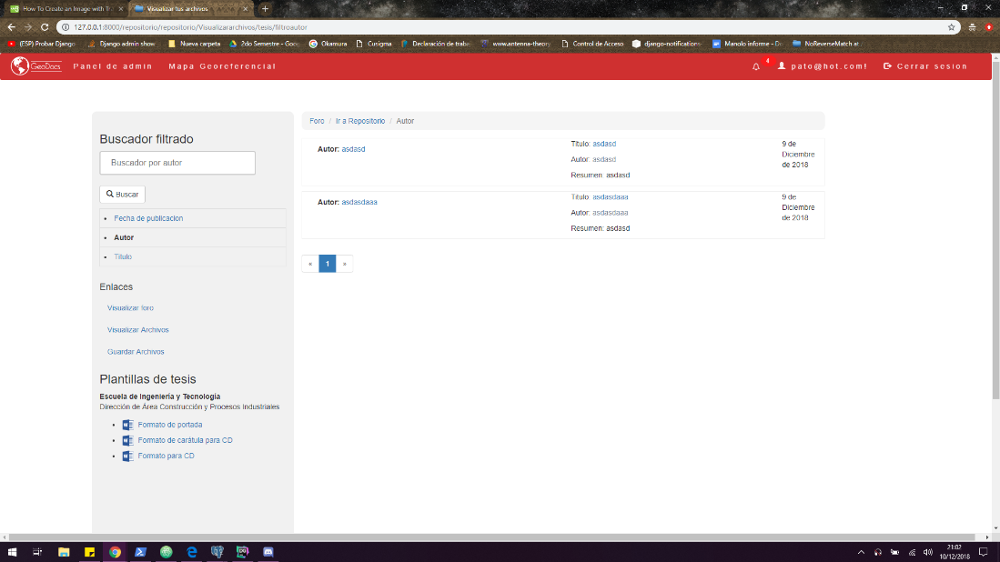 How To Create an Image with Tr
Visualizar tus archivos
127.0.0.1:8000/repositorio/repositorio/Visualizararchivos/tesis/filtroautor
(ESP) Probar Django
Django admin show
Nueva carpeta
2do Semestre - Goo
Okamura
Cusigma
Declaración de traba
www.antenna-theory
Control de Acceso
django-notifications-
Manolo informe - Do
NoReverseMatch at
GeoDocs
Panel de admin
Mapa Georeferencial
4
pato@hot.com!
Cerrar sesion
Buscador filtrado
Buscador por autor
Buscar
Fecha de publicacion
Autor
Titulo
Enlaces
Visualizar foro
Visualizar Archivos
Guardar Archivos
Plantillas de tesis
Escuela de Ingeniería y Tecnología
Dirección de Área Construcción y Procesos Industriales
Formato de portada
Formato de carátula para CD
Formato para CD
Foro / Ir a Repositorio / Autor
Autor: asdasd
Titulo: asdasd
Autor: asdasd
Resumen: asdasd
9 de
Diciembre
de 2018
Autor: asdasdaaa
Titulo: asdasdaaa
Autor: asdasdaaa
Resumen: asdasd
9 de
Diciembre
de 2018
« 1 »
21:02
10/12/2018